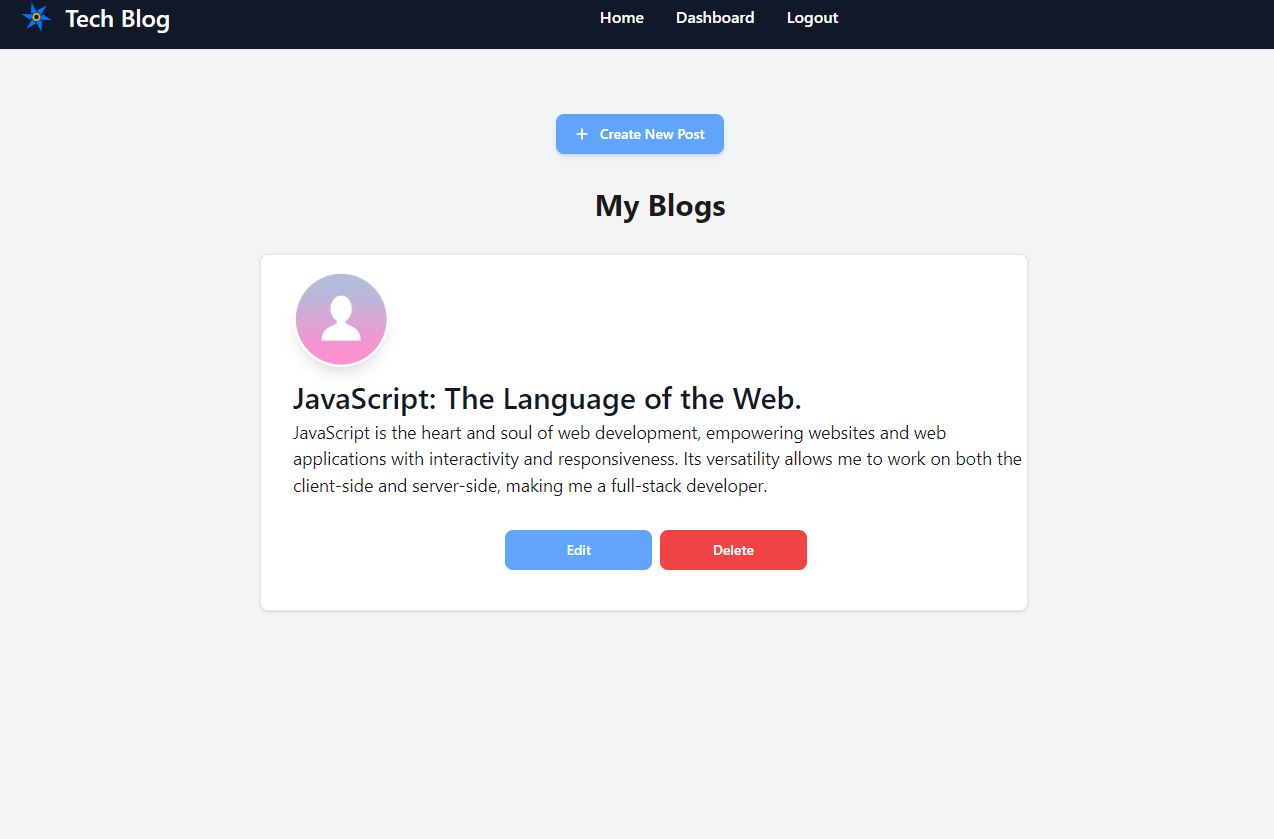 Tech Blog
Home Dashboard Logout
+ Create New Post
My Blogs
JavaScript: The Language of the Web.
JavaScript is the heart and soul of web development, empowering websites and web
applications with interactivity and responsiveness. Its versatility allows me to work on both the
client-side and server-side, making me a full-stack developer.
Edit Delete